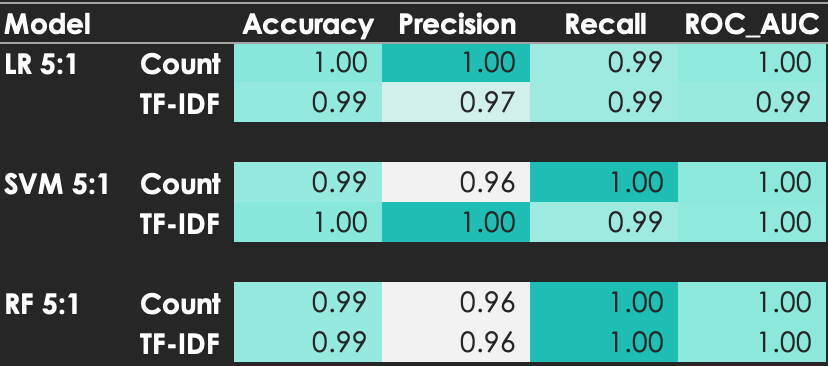 Model Accuracy Precision Recall ROC_AUC
LR 5:1 Count 1.00 1.00 0.99 1.00
TF-IDF 0.99 0.97 0.99 0.99
SVM 5:1 Count 0.99 0.96 1.00 1.00
TF-IDF 1.00 1.00 0.99 1.00
RF 5:1 Count 0.99 0.96 1.00 1.00
TF-IDF 0.99 0.96 1.00 1.00